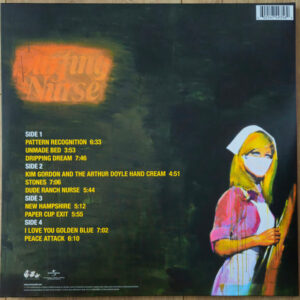 Nurse
SIDE 1
PATTERN RECOGNITION 6:33
UNMADE BED 3:53
DRIPPING DREAM 7:46
SIDE 2
KIM GORDON AND THE ARTHUR DOYLE HAND CREAM 4:51
STONES 7:06
DUDE RANCH NURSE 5:44
SIDE 3
NEW HAMPSHIRE 5:12
PAPER CUP EXIT 5:55
SIDE 4
I LOVE YOU GOLDEN BLUE 7:02
PEACE ATTACK 6:10